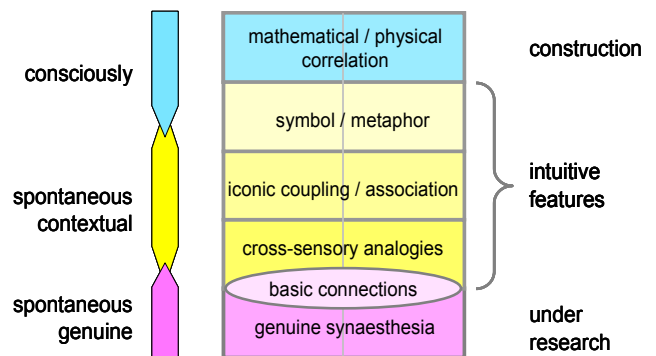 consciously
spontaneous
contextual
spontaneous
genuine
mathematical / physical
correlation
symbol / metaphor
iconic coupling / association
cross-sensory analogies
basic connections
genuine synaesthesia
construction
intuitive
features
under
research